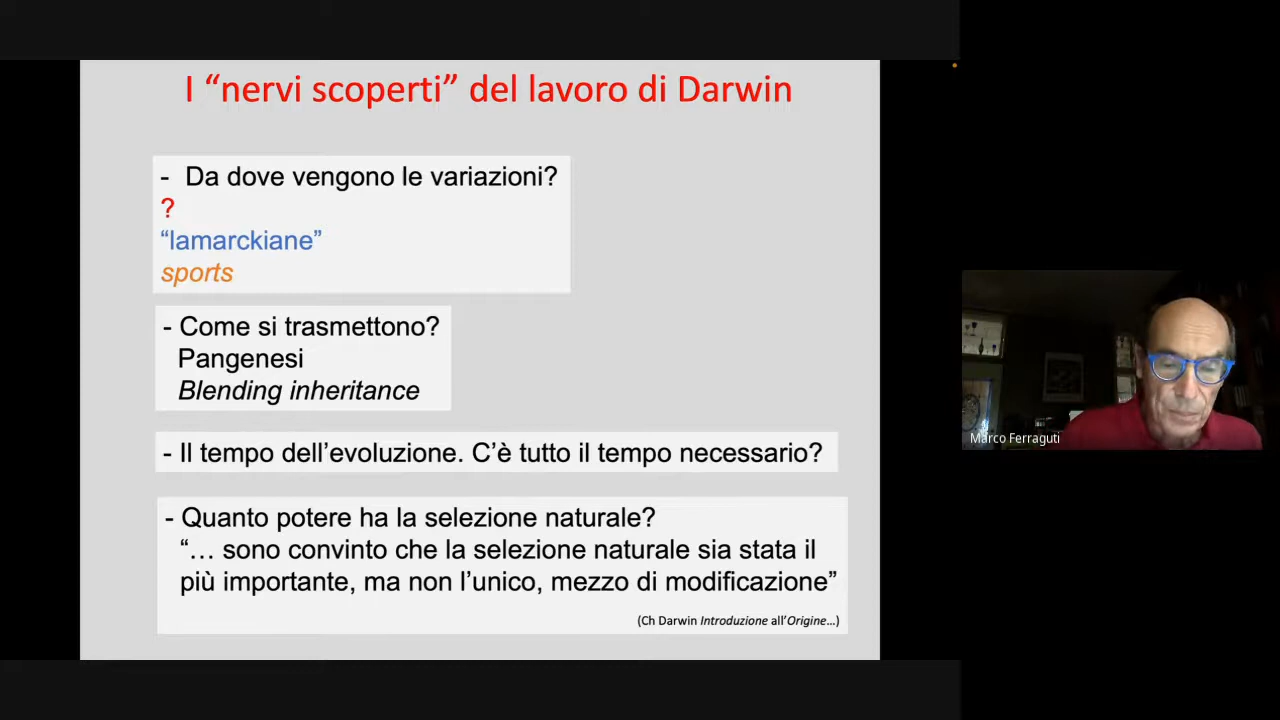 I “nervi scoperti” del lavoro di Darwin
- Da dove vengono le variazioni?
?
“lamarckiane”
sports
- Come si trasmettono?
Pangenesi
Blending inheritance
- Il tempo dell’evoluzione. C’è tutto il tempo necessario?
- Quanto potere ha la selezione naturale?
“… sono convinto che la selezione naturale sia stata il
più importante, ma non l’unico, mezzo di modificazione”
(Ch Darwin Introduzione all’Origine…)
Marco Ferraguti